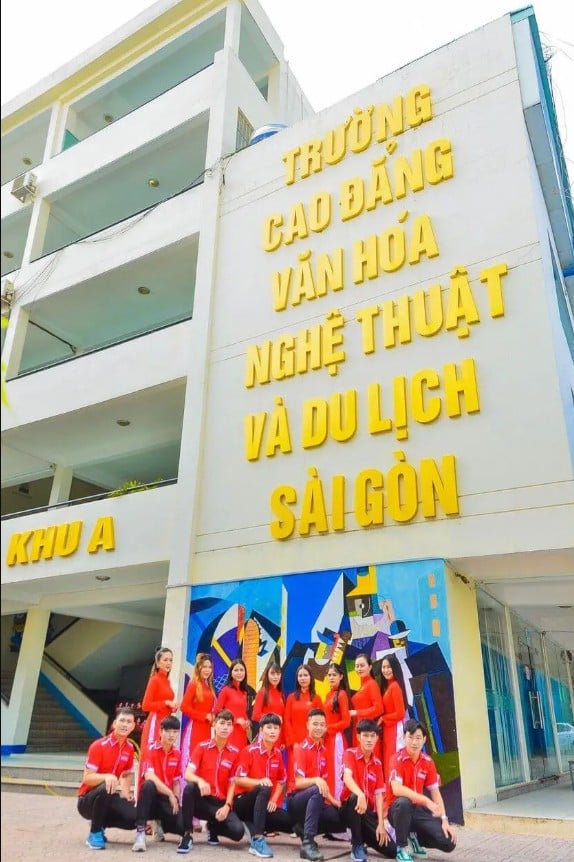 TRƯỜNG
CAO ĐẲNG
VĂN HÓA
NGHỆ THUẬT
VÀ DU LỊCH
SÀI GÒN
KHU A